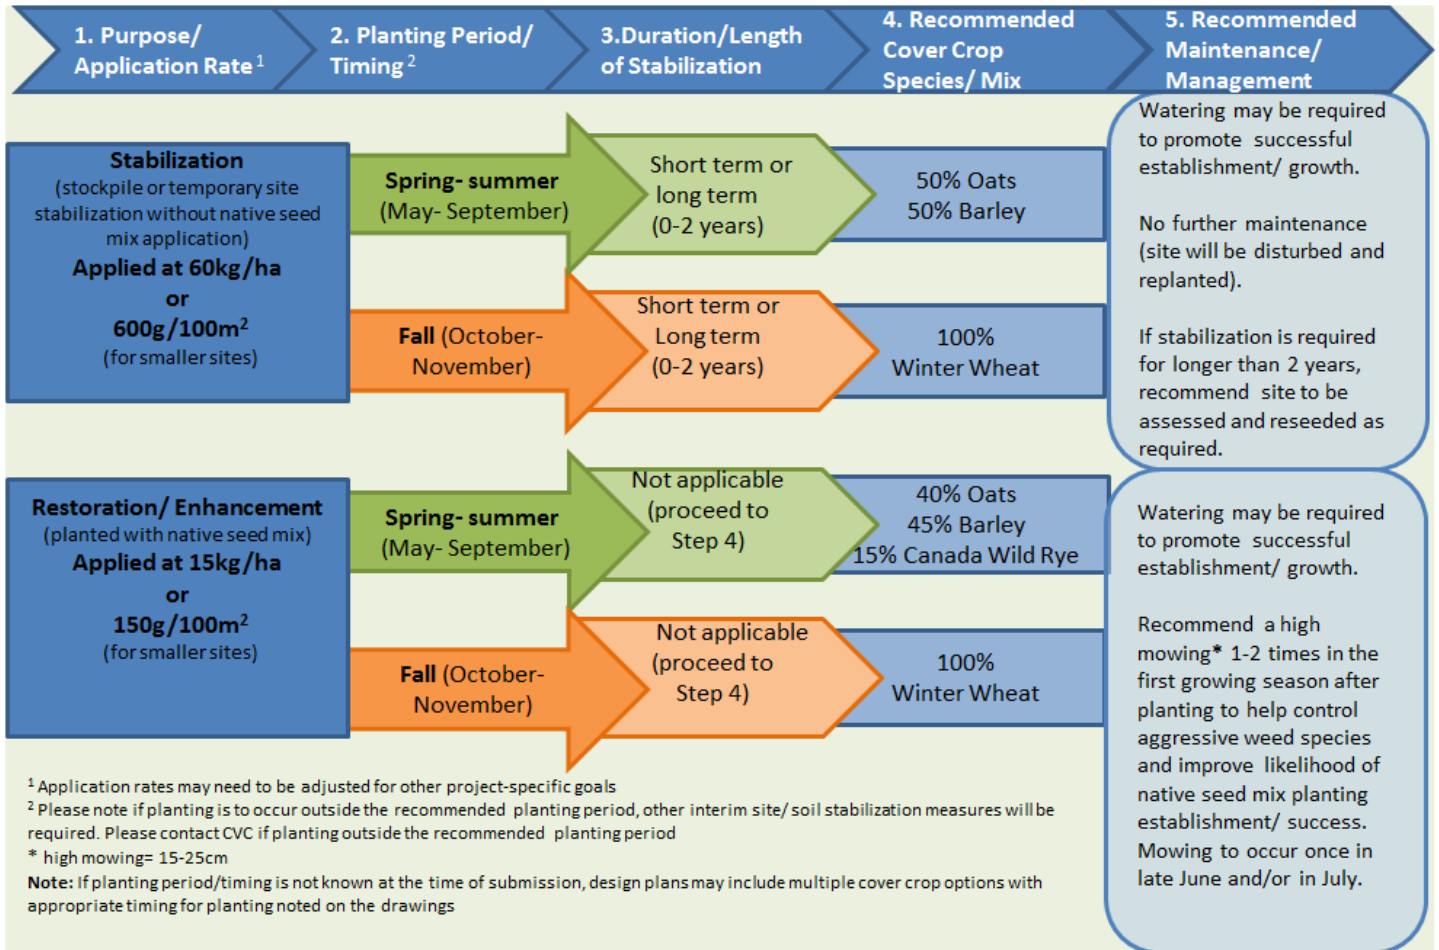 1. Purpose/
Application Rate 1
2. Planting Period/
Timing 2
3.Duration/Length
of Stabilization
4. Recommended
Cover Crop
Species/ Mix
5. Recommended
Maintenance/
Management
Stabilization
(stockpile or temporary site
stabilization without native seed
mix application)
Applied at 60kg/ha
or
600g/100m2
(for smaller sites)
Spring- summer
(May- September)
Short term or
long term
(0-2 years)
50% Oats
50% Barley
Fall (October-
November)
Short term or
Long term
(0-2 years)
100%
Winter Wheat
Watering may be required
to promote successful
establishment/ growth.
No further maintenance
(site will be disturbed and
replanted).
If stabilization is required
for longer than 2 years,
recommend site to be
assessed and reseeded as
required.
Restoration/ Enhancement
(planted with native seed mix)
Applied at 15kg/ha
or
150g/100m2
(for smaller sites)
Spring- summer
(May- September)
Not applicable
(proceed to
Step 4)
40% Oats
45% Barley
15% Canada Wild Rye
Fall (October-
November)
Not applicable
(proceed to
Step 4)
100%
Winter Wheat
Watering may be required
to promote successful
establishment/ growth.
Recommend a high
mowing* 1-2 times in the
first growing season after
planting to help control
aggressive weed species
and improve likelihood of
native seed mix planting
establishment/ success.
Mowing to occur once in
late June and/or in July.
1 Application rates may need to be adjusted for other project-specific goals
2 Please note if planting is to occur outside the recommended planting period, other interim site/ soil stabilization measures will be
required. Please contact CVC if planting outside the recommended planting period
* high mowing= 15-25cm
Note: If planting period/timing is not known at the time of submission, design plans may include multiple cover crop options with
appropriate timing for planting noted on the drawings